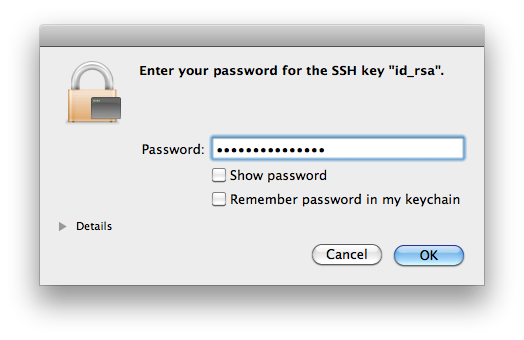 Enter your password for the SSH key "id_rsa".
Password: •••••••••••••••
Show password
Remember password in my keychain
Details
Cancel OK